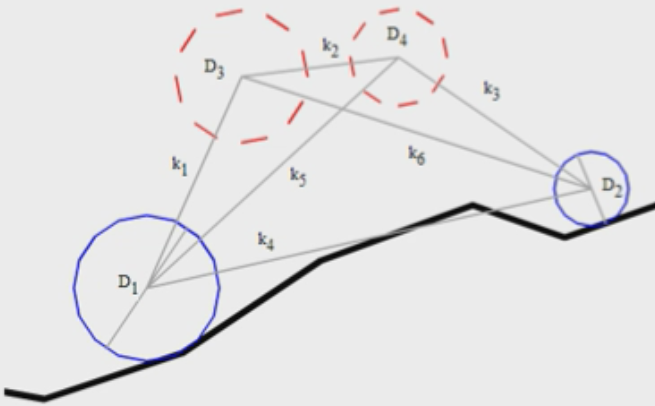 D₄
k₂
D₃
k₃
k₆
k₁
k₅
D₂
k₄
D₁